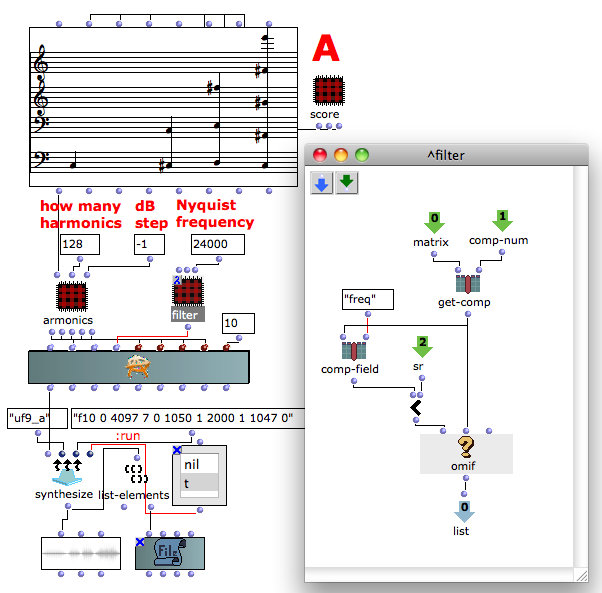 A
score
how many
harmonics
dB
step
Nyquist
frequency
128
-1
24000
armonics
filter
10
"uf9_a"
"f10 0 4097 7 0 1050 1 2000 1 1047 0"
:run
synthesize
list-elements
nil
t
File
^filter
0
matrix
1
comp-num
get-comp
"freq"
comp-field
2
sr
<
?
omif
0
list